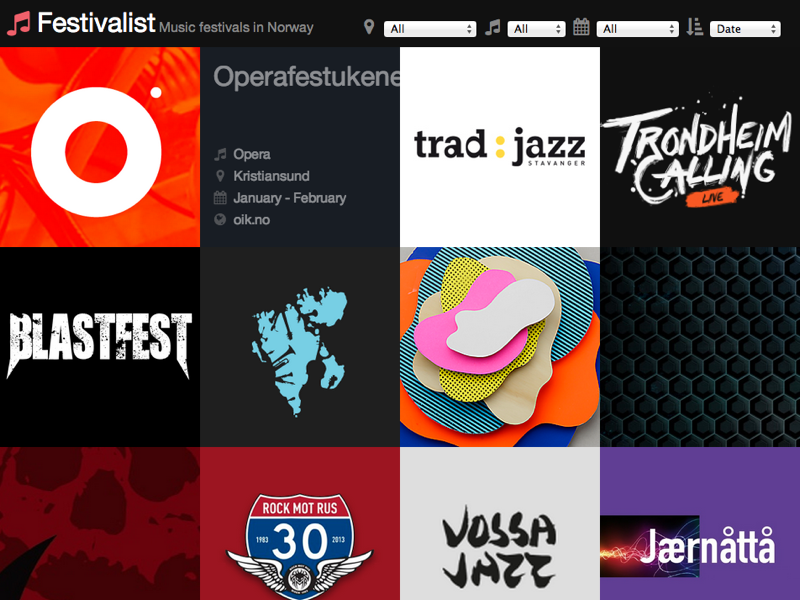 Festivalist Music festivals in Norway All All All Date
Operafestukene
Opera
Kristiansund
January - February
oik.no
trad:jazz
STAVANGER
TRONDHEIM
CALLING
LIVE
BLASTFEST
ROCK MOT RUS
1983 30 2013
VOSSA
JAZZ
Jærnåttå